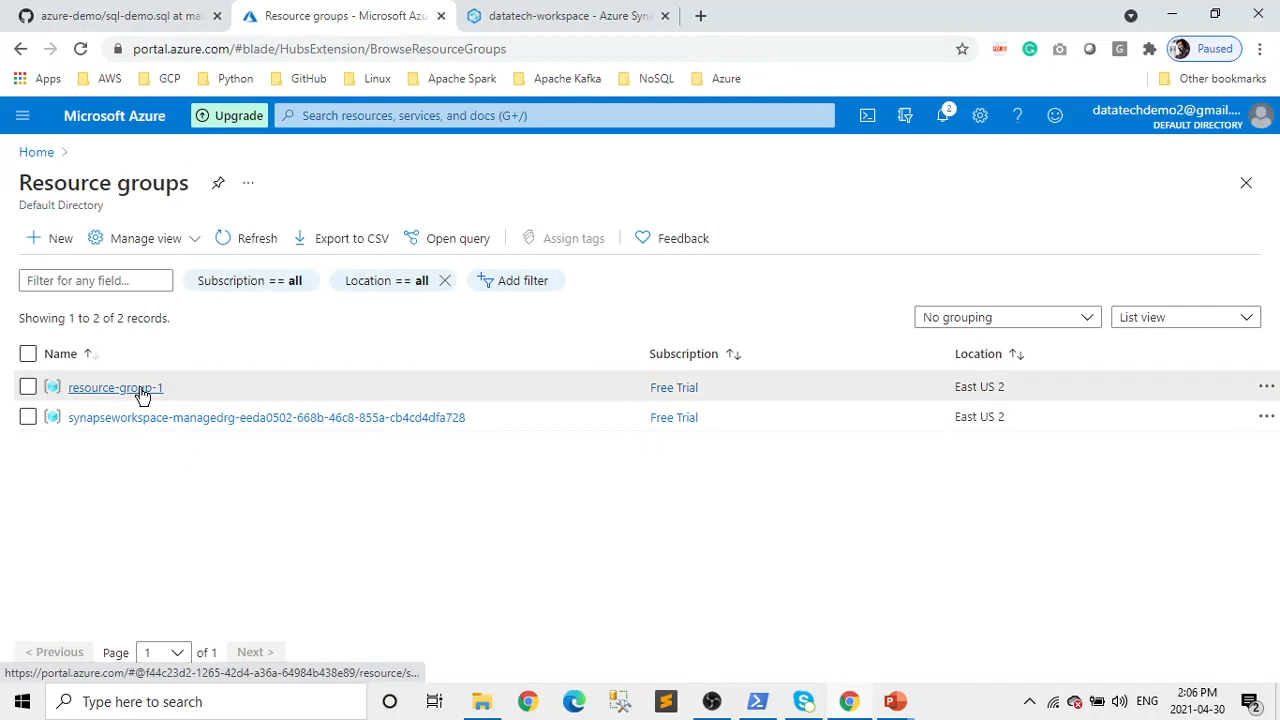 azure-demo/sql-demo.sql at ma
Resource groups - Microsoft Azu
datatech-workspace - Azure Syna
portal.azure.com/#blade/HubsExtension/BrowseResourceGroups
Paused
Apps
AWS
GCP
Python
GitHub
Linux
Apache Spark
Apache Kafka
NoSQL
Azure
Other bookmarks
Microsoft Azure
Upgrade
Search resources, services, and docs (G+/)
2
datatechdemo2@gmail....
DEFAULT DIRECTORY
Home
Resource groups
Default Directory
New
Manage view
Refresh
Export to CSV
Open query
Assign tags
Feedback
Filter for any field...
Subscription == all
Location == all
Add filter
Showing 1 to 2 of 2 records.
No grouping
List view
Name
Subscription
Location
resource-group-1
Free Trial
East US 2
synapseworkspace-managedrg-eeda0502-668b-46c8-855a-cb4cd4dfa728
Free Trial
East US 2
< Previous
Page
1
of 1
Next >
https://portal.azure.com/#@f44c23d2-1265-42d4-a36a-64984b438e89/resource/s...
Type here to search
ENG
2:06 PM
2021-04-30
2